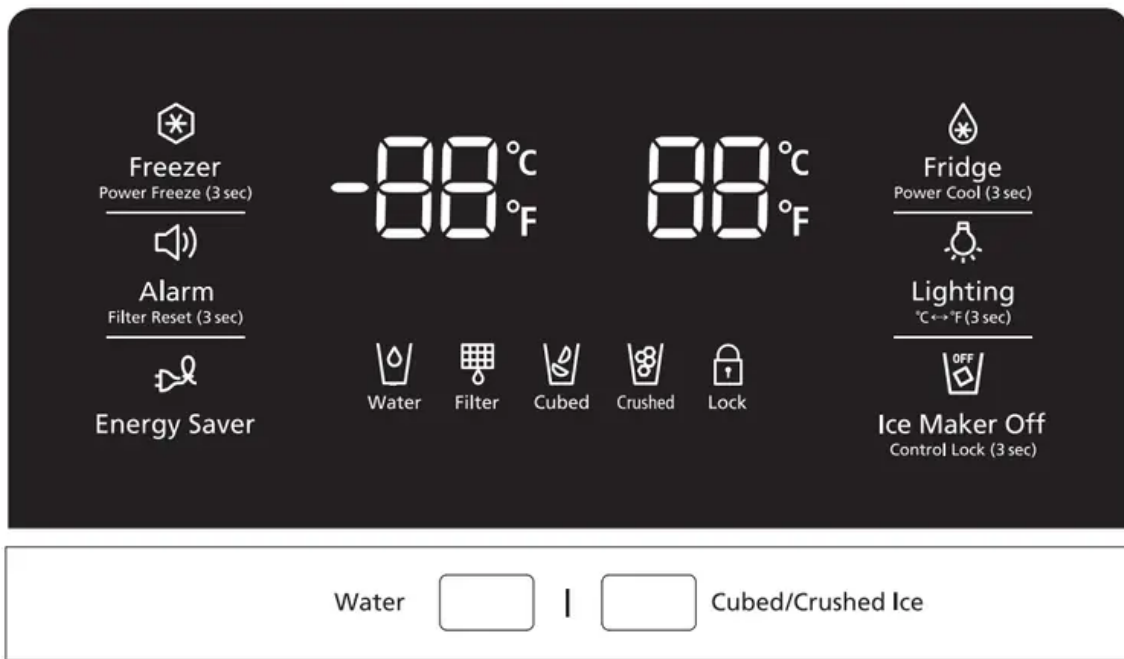 Freezer
Power Freeze (3 sec)
Alarm
Filter Reset (3 sec)
Energy Saver
-88 °C
°F
88 °C
°F
Water
Filter
Cubed
Crushed
Lock
Fridge
Power Cool (3 sec)
Lighting
°C↔°F (3 sec)
OFF
Ice Maker Off
Control Lock (3 sec)
Water | Cubed/Crushed Ice